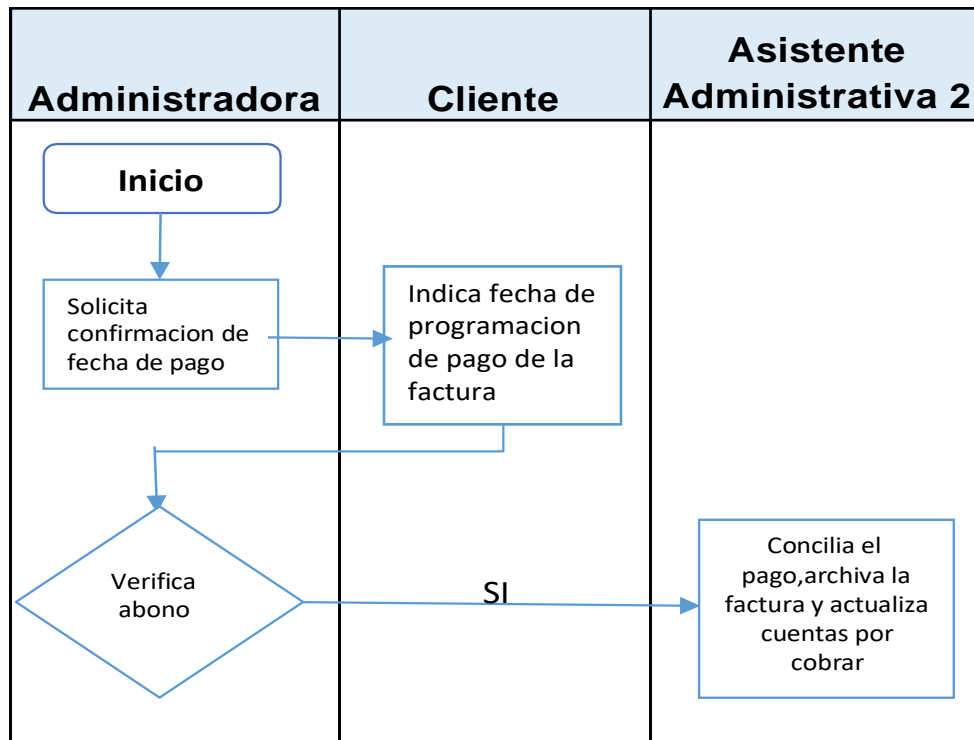 Administradora
Cliente
Asistente
Administrativa 2
Inicio
Solicita
confirmacion de
fecha de pago
Indica fecha de
programacion
de pago de la
factura
Verifica
abono
SI
Concilia el
pago,archiva la
factura y actualiza
cuentas por
cobrar